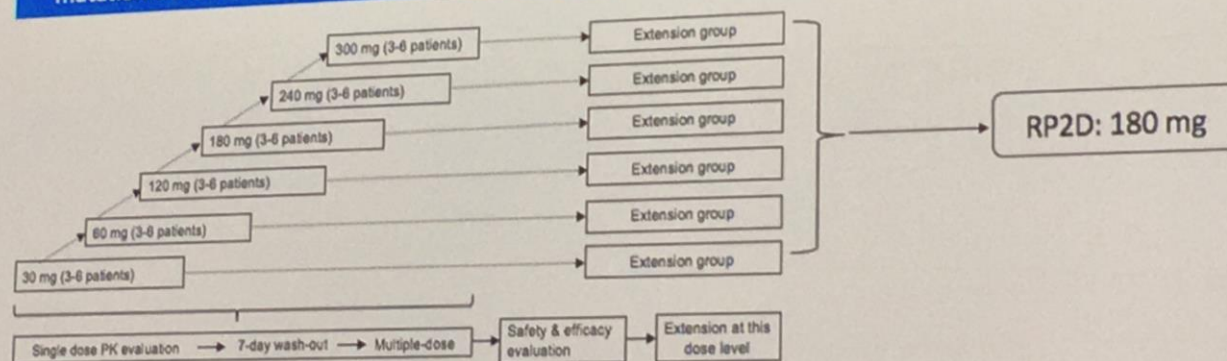 300 mg (3-6 patients)
Extension group
240 mg (3-6 patients)
Extension group
180 mg (3-6 patients)
Extension group
120 mg (3-6 patients)
Extension group
60 mg (3-6 patients)
Extension group
30 mg (3-6 patients)
Extension group
RP2D: 180 mg
Single dose PK evaluation
7-day wash-out
Multiple-dose
Safety & efficacy
evaluation
Extension at this
dose level